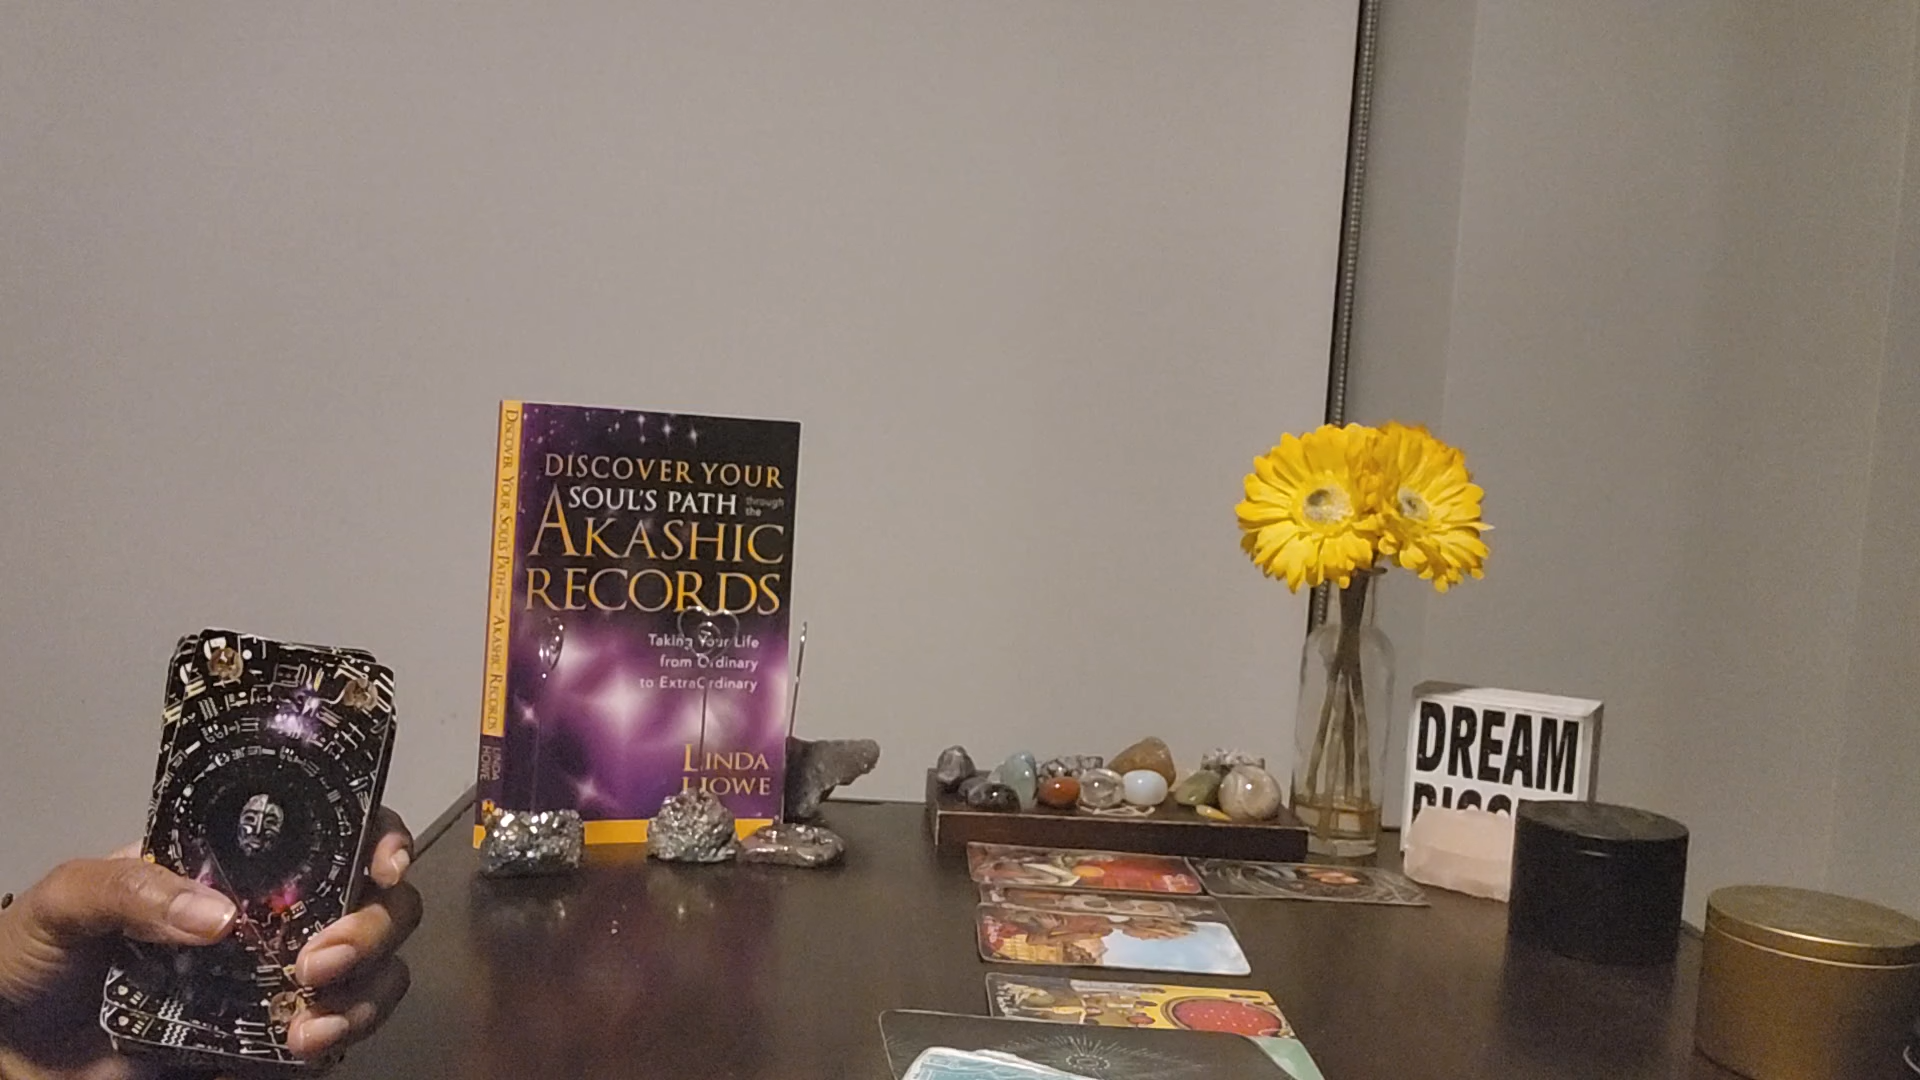 DISCOVER YOUR
SOUL'S PATH through
the
AKASHIC
RECORDS
Taking Your Life
from Ordinary
to ExtraOrdinary
LINDA
HOWE
DISCOVER YOUR SOUL'S PATH through the AKASHIC RECORDS
LINDA
HOWE
DREAM